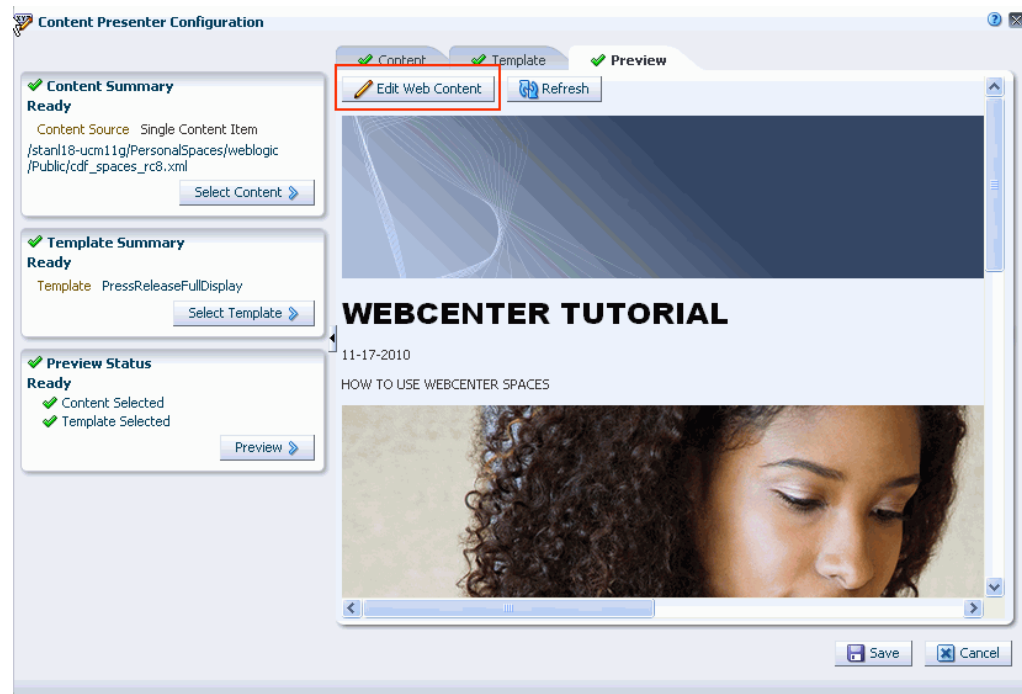 Content Presenter Configuration
Content Template Preview
Content Summary
Ready
Content Source Single Content Item
/stanl18-ucm11g/PersonalSpaces/weblogic
/Public/cdf_spaces_rc8.xml
Select Content
Template Summary
Ready
Template PressReleaseFullDisplay
Select Template
Preview Status
Ready
Content Selected
Template Selected
Preview
Edit Web Content Refresh
WEBCENTER TUTORIAL
11-17-2010
HOW TO USE WEBCENTER SPACES
Save Cancel